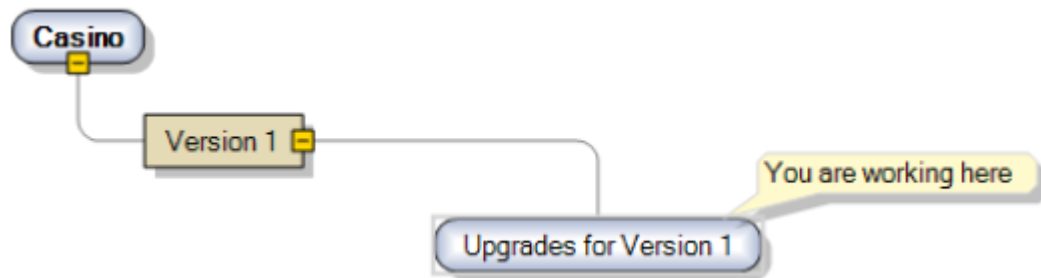 Casino
Version 1
You are working here
Upgrades for Version 1